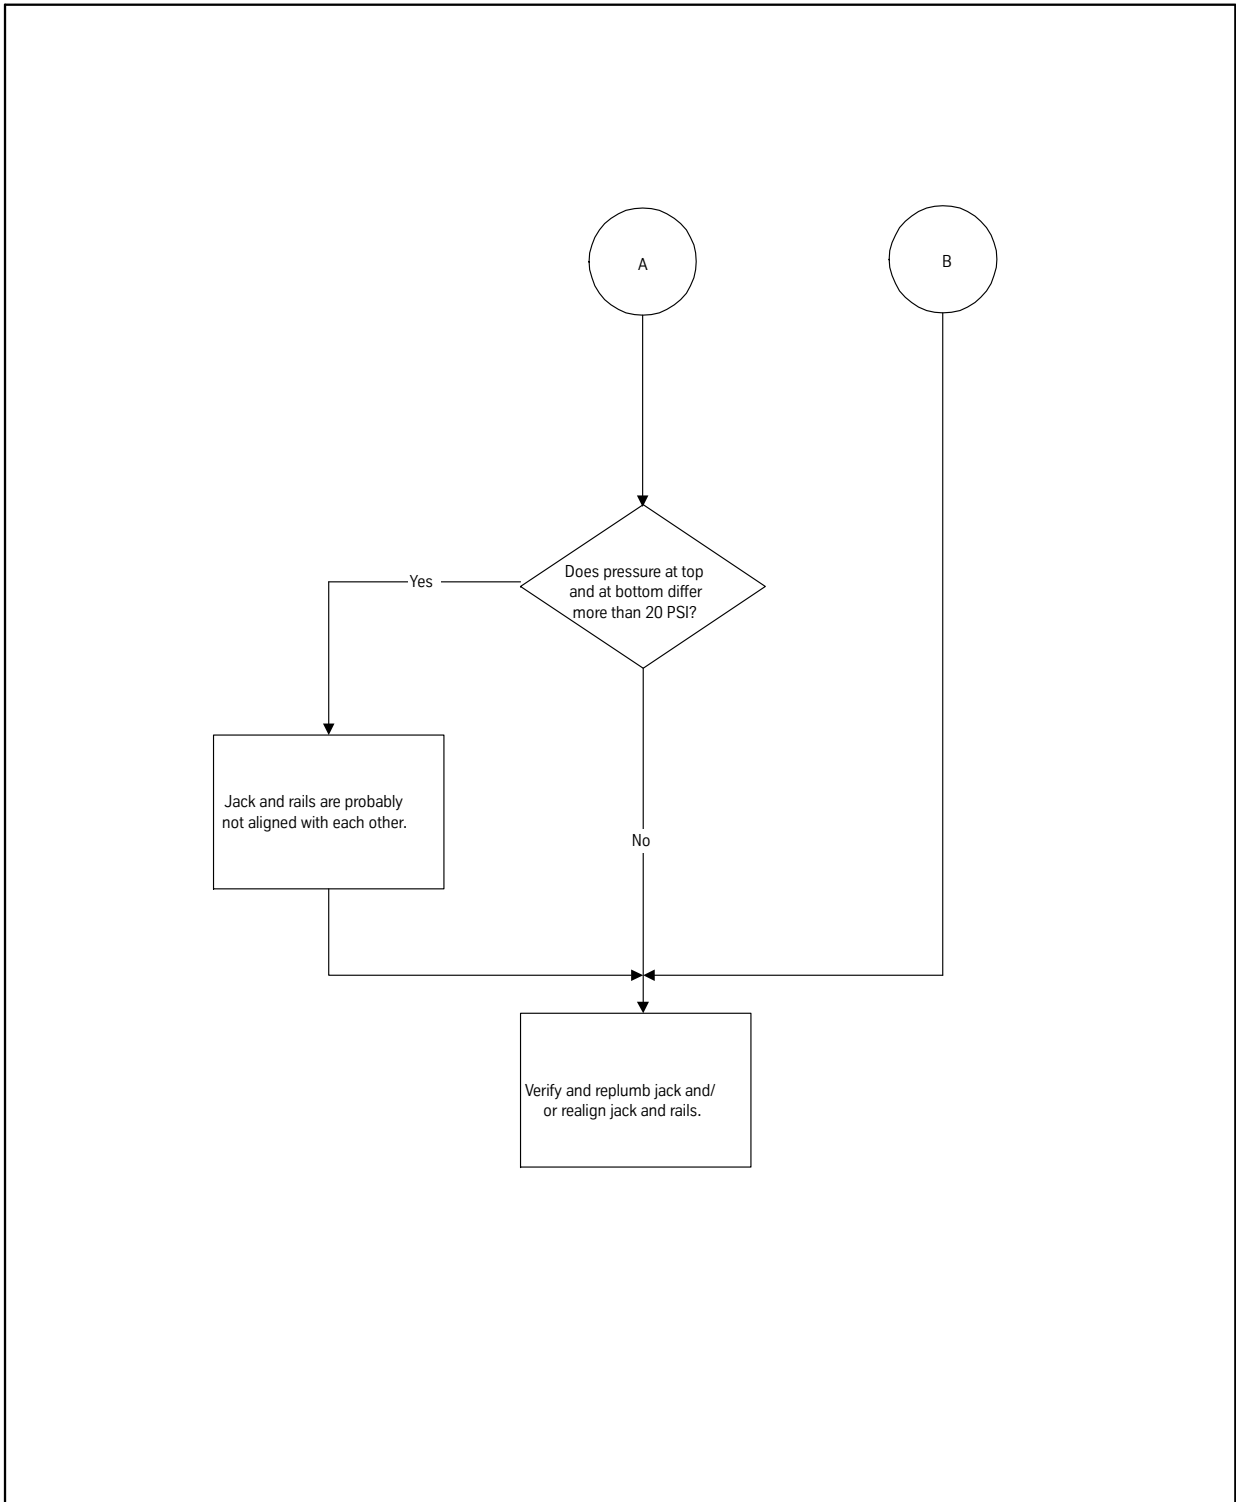 A
B
Does pressure at top
and at bottom differ
more than 20 PSI?
Yes
Jack and rails are probably
not aligned with each other.
No
Verify and replumb jack and/
or realign jack and rails.